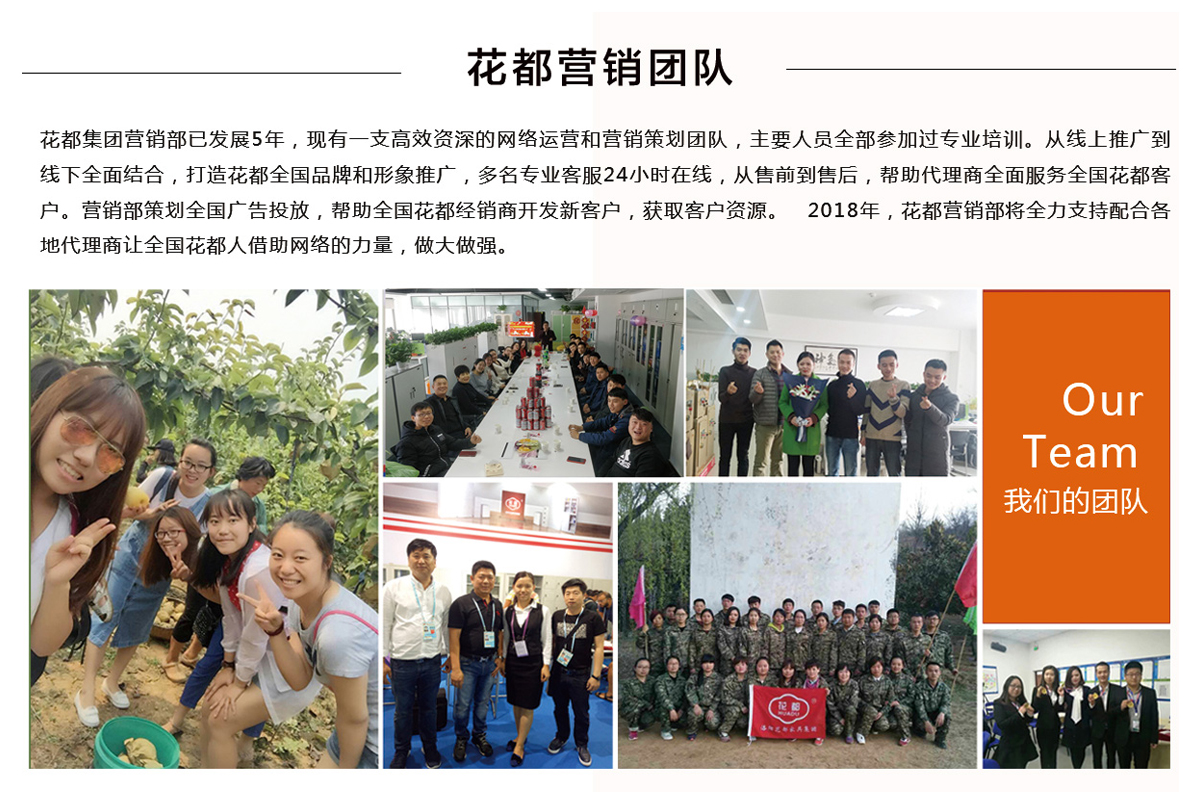 花都营销团队
花都集团营销部已发展5年，现有一支高效资深的网络运营和营销策划团队，主要人员全部参加过专业培训。从线上推广到
线下全面结合，打造花都全国品牌和形象推广，多名专业客服24小时在线，从售前到售后，帮助代理商全面服务全国花都客
户。营销部策划全国广告投放，帮助全国花都经销商开发新客户，获取客户资源。 2018年，花都营销部将全力支持配合各
地代理商让全国花都人借助网络的力量，做大做强。
Our
Team
我们的团队
花都
HUADU